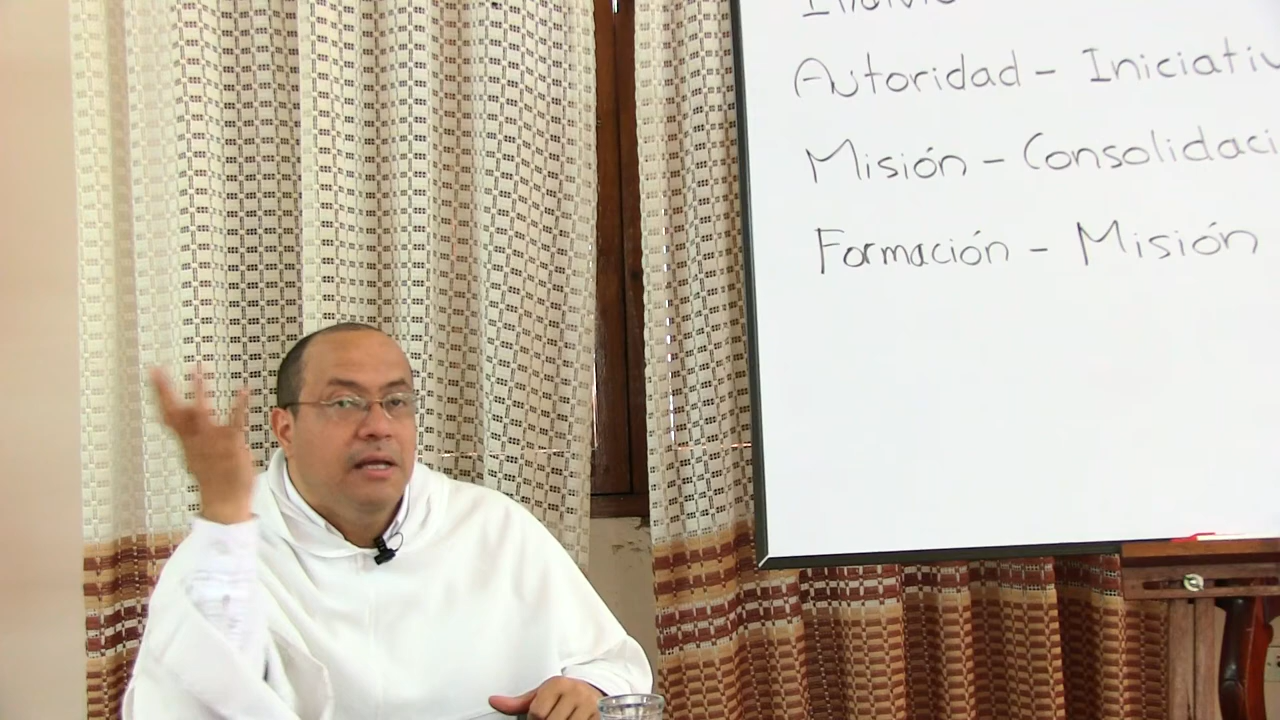 Autoridad - Iniciativ
Misión - Consolidaci
Formación - Misión